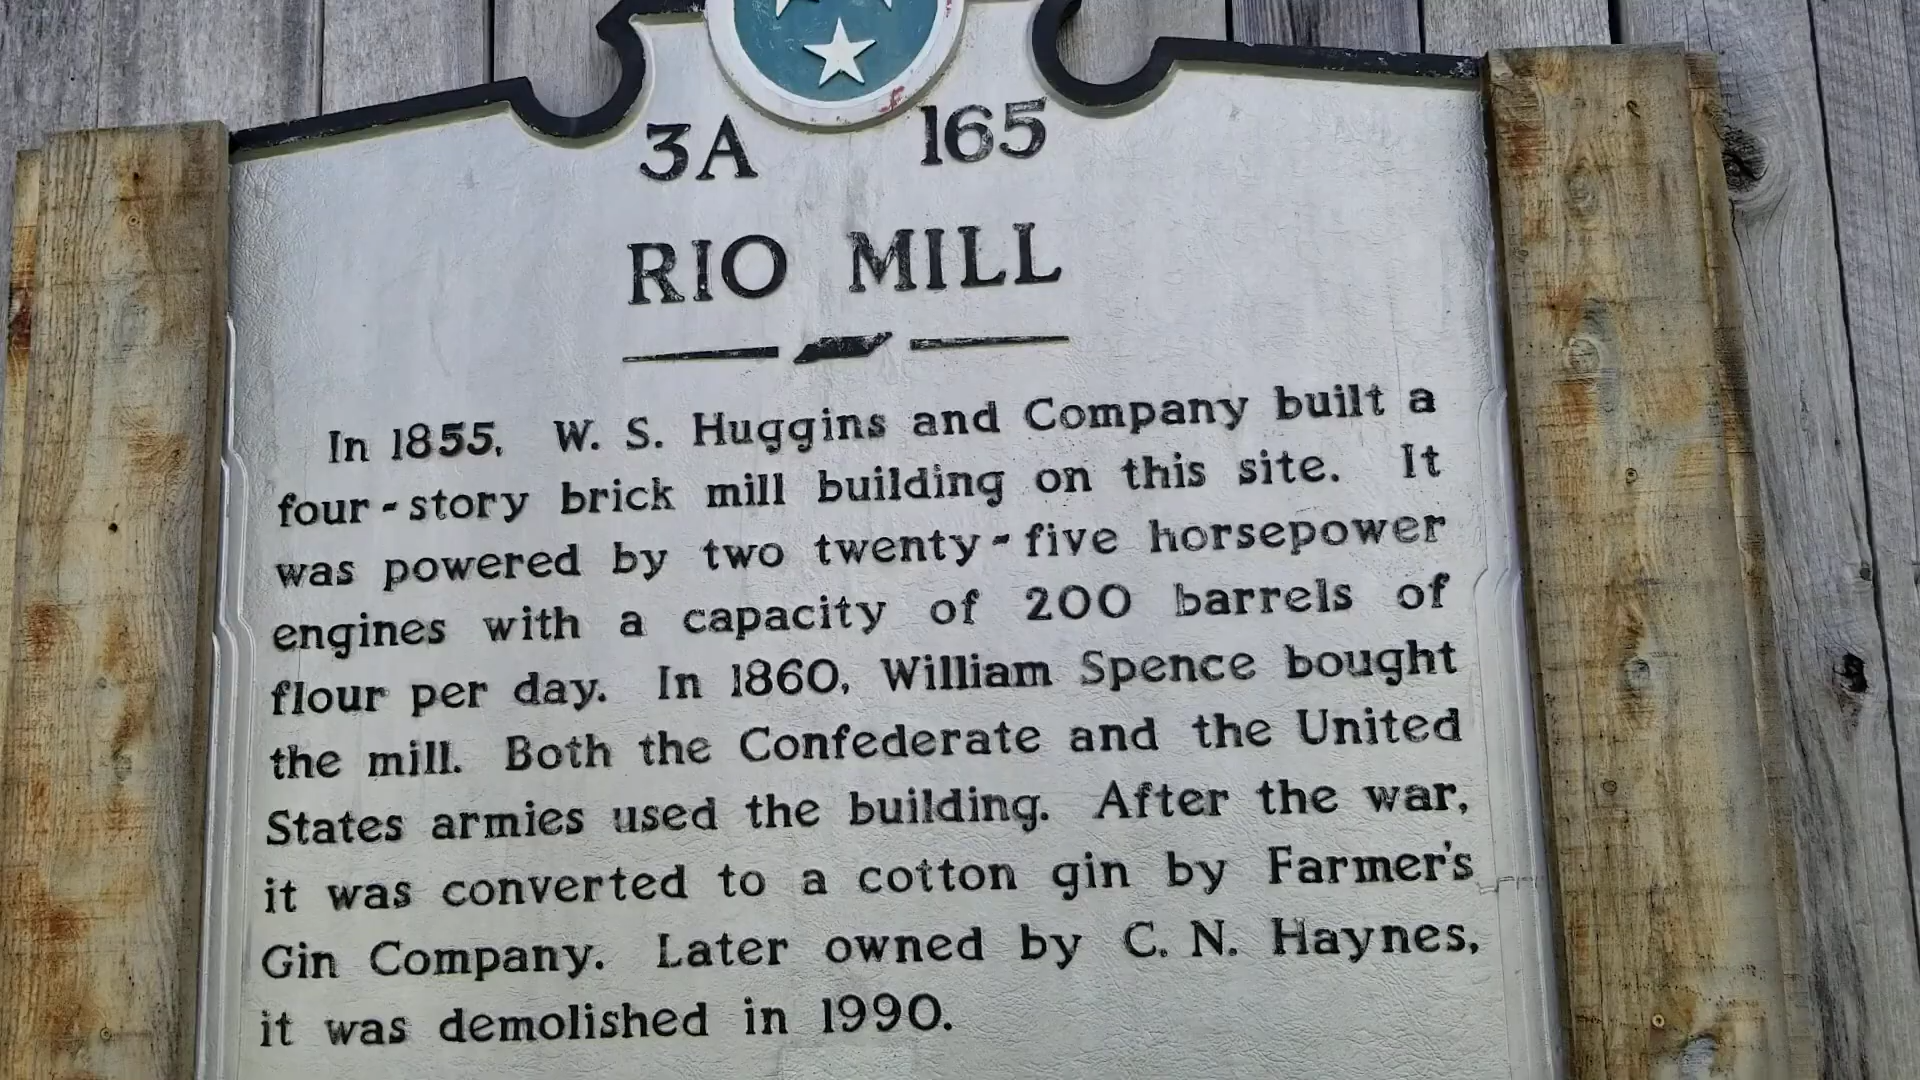 3A 165
RIO MILL
In 1855, W. S. Huggins and Company built a
four-story brick mill building on this site. It
was powered by two twenty-five horsepower
engines with a capacity of 200 barrels of
flour per day. In 1860, William Spence bought
the mill. Both the Confederate and the United
States armies used the building. After the war,
it was converted to a cotton gin by Farmer's
Gin Company. Later owned by C. N. Haynes,
it was demolished in 1990.